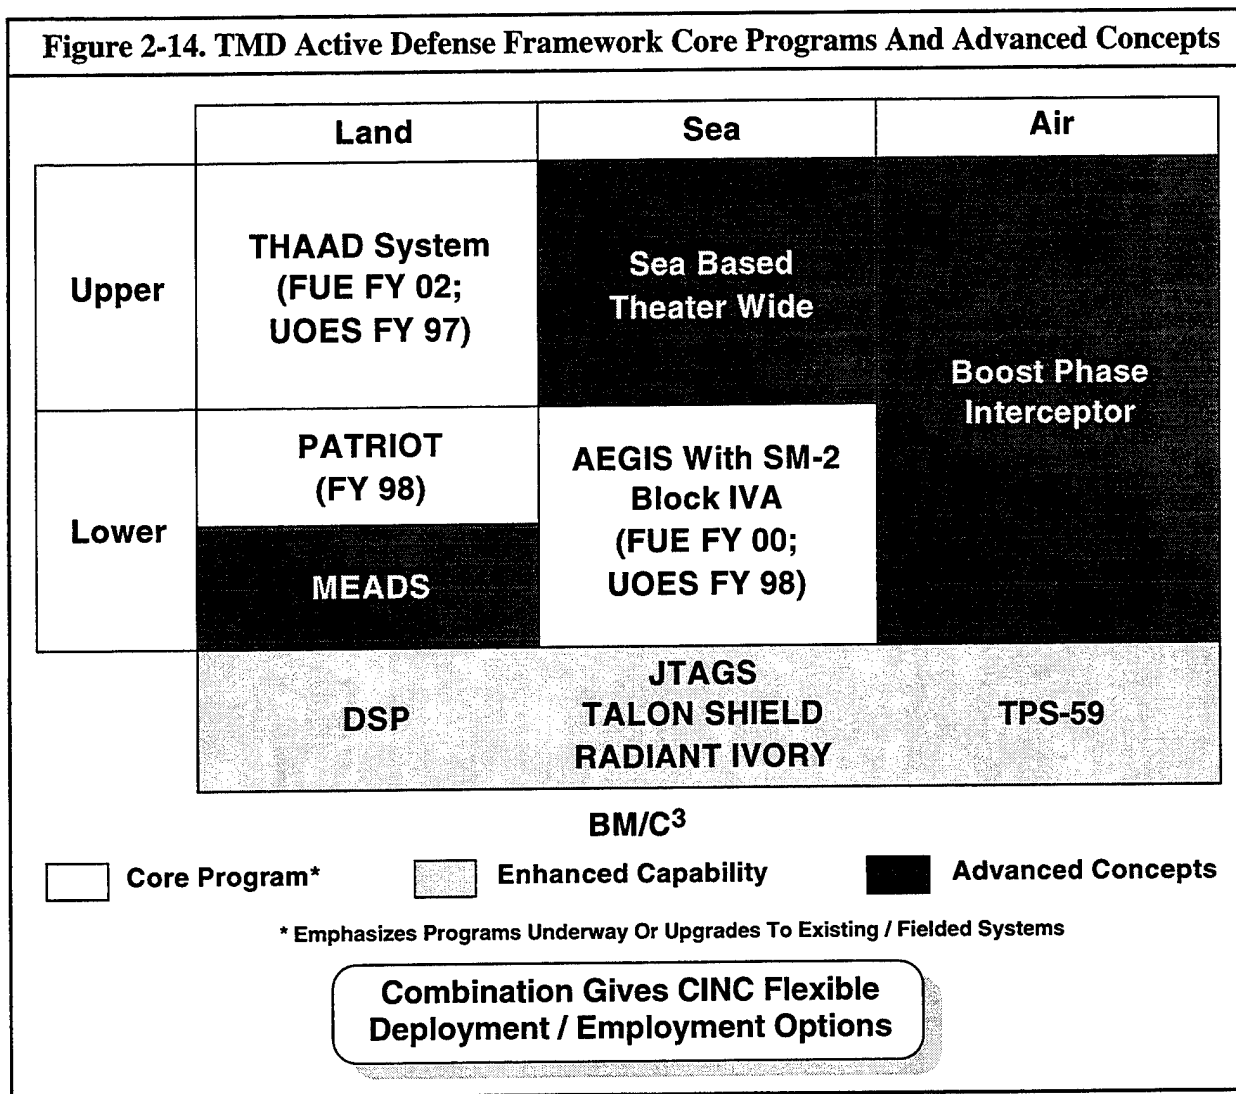 Figure 2-14. TMD Active Defense Framework Core Programs And Advanced Concepts
Land
Sea
Air
Upper
THAAD System
(FUE FY 02;
UOES FY 97)
Sea Based
Theater Wide
Boost Phase
Interceptor
Lower
PATRIOT
(FY 98)
MEADS
AEGIS With SM-2
Block IVA
(FUE FY 00;
UOES FY 98)
DSP
JTAGS
TALON SHIELD
RADIANT IVORY
TPS-59
BM/C³
Core Program*
Enhanced Capability
Advanced Concepts
* Emphasizes Programs Underway Or Upgrades To Existing / Fielded Systems
Combination Gives CINC Flexible
Deployment / Employment Options